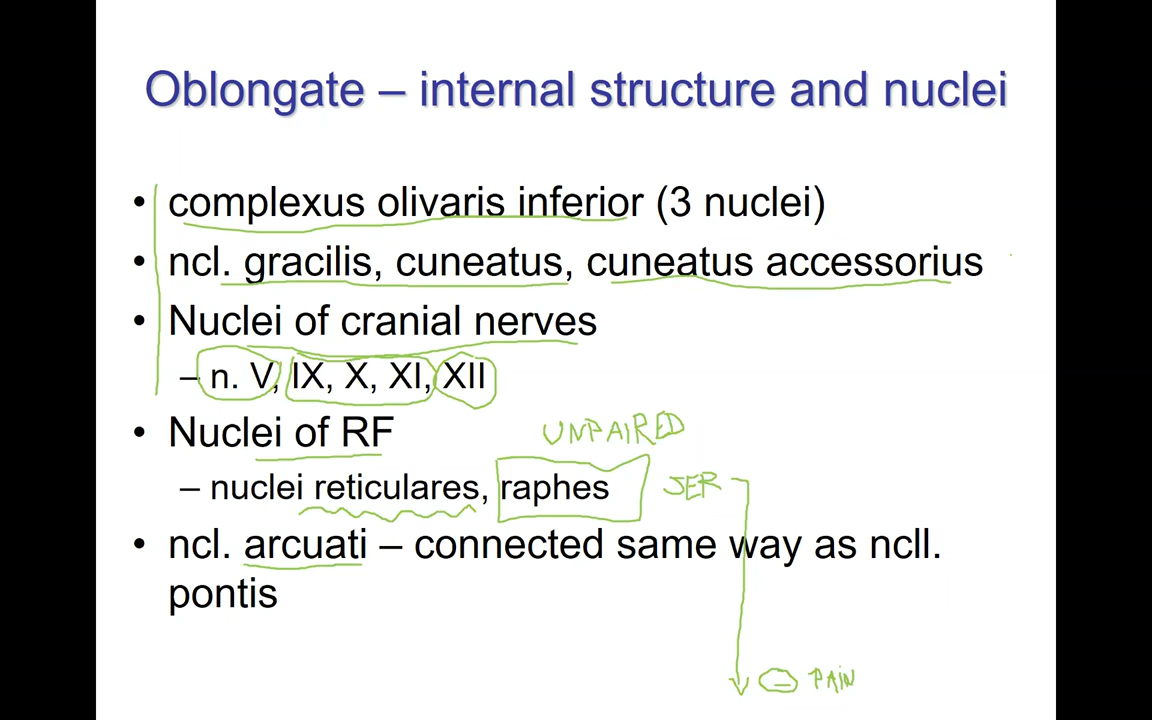 Oblongate – internal structure and nuclei
• complexus olivaris inferior (3 nuclei)
• ncl. gracilis, cuneatus, cuneatus accessorius
• Nuclei of cranial nerves
– n. V, IX, X, XI, XII
• Nuclei of RF
UNPAIRED
– nuclei reticulares, raphes
SER
• ncl. arcuati – connected same way as ncll.
pontis
PAIN